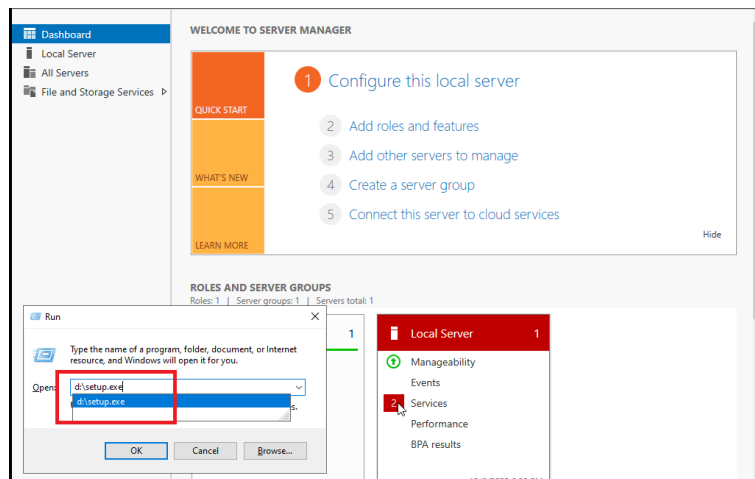 Dashboard
Local Server
All Servers
File and Storage Services
WELCOME TO SERVER MANAGER
QUICK START
WHAT'S NEW
LEARN MORE
1 Configure this local server
2 Add roles and features
3 Add other servers to manage
4 Create a server group
5 Connect this server to cloud services
Hide
ROLES AND SERVER GROUPS
Roles: 1 | Server groups: 1 | Servers total: 1
1
Local Server 1
Manageability
Events
2 Services
Performance
BPA results
Run
Type the name of a program, folder, document, or Internet
resource, and Windows will open it for you.
Open: d:\setup.exe
d:\setup.exe
OK Cancel Browse...